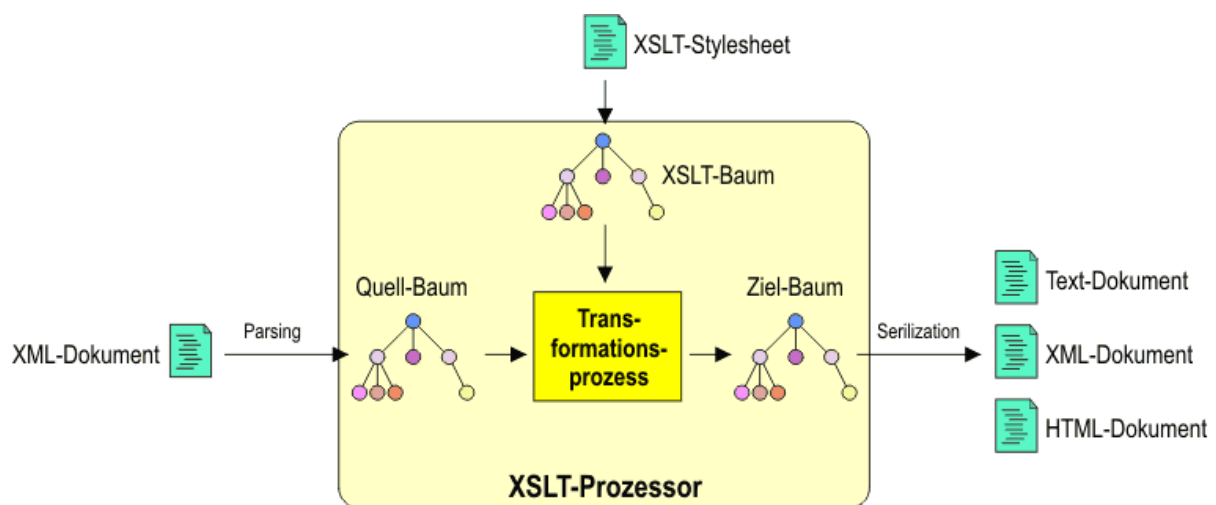 XSLT-Stylesheet
XSLT-Baum
Quell-Baum
Ziel-Baum
Text-Dokument
XML-Dokument
Parsing
Trans-
formations-
prozess
Serilization
XML-Dokument
HTML-Dokument
XSLT-Prozessor